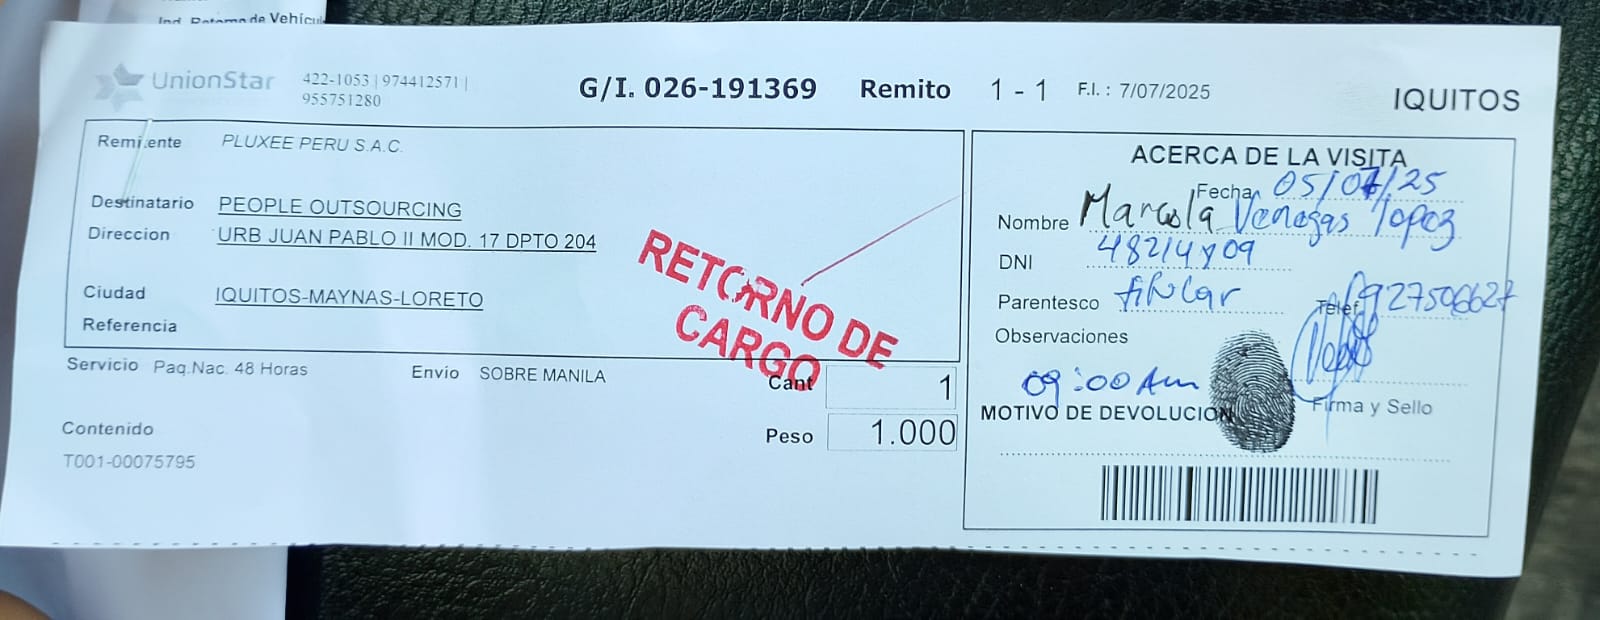 Ind. Retorno de Vehícu
UnionStar
422-1053 | 974412571 |
955751280
G/I. 026-191369 Remito 1 - 1 F.I. : 7/07/2025
IQUITOS
Remitente PLUXEE PERU S.A.C.
Destinatario PEOPLE OUTSOURCING
Direccion URB JUAN PABLO II MOD. 17 DPTO 204
Ciudad IQUITOS-MAYNAS-LORETO
Referencia
RETORNO DE
CARGO
Servicio Paq.Nac. 48 Horas Envio SOBRE MANILA
Cant 1
Peso 1.000
Contenido
T001-00075795
ACERCA DE LA VISITA
Fecha 05/07/25
Nombre Marcela Venegas Lopez
DNI
Parentesco titular Telef.
Observaciones
09:00 Am
MOTIVO DE DEVOLUCION
Firma y Sello